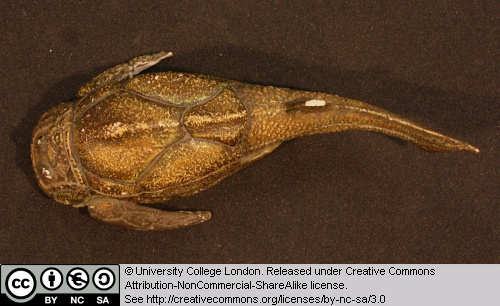 © University College London. Released under Creative Commons
Attribution-NonCommercial-ShareAlike license.
See http://creativecommons.org/licenses/by-nc-sa/3.0
cc
BY NC SA